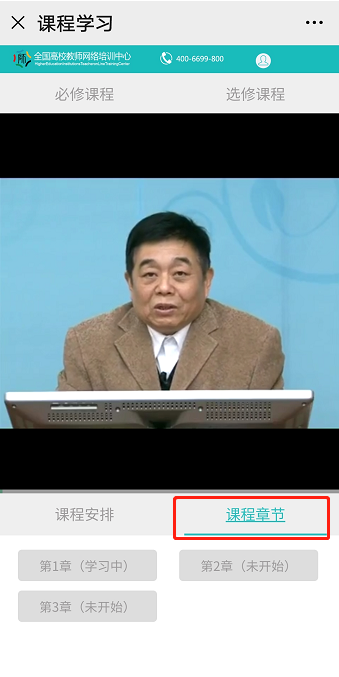 课程学习
全国高校教师网络培训中心
400-6699-800
必修课程
选修课程
课程安排
课程章节
第1章（学习中）
第2章（未开始）
第3章（未开始）